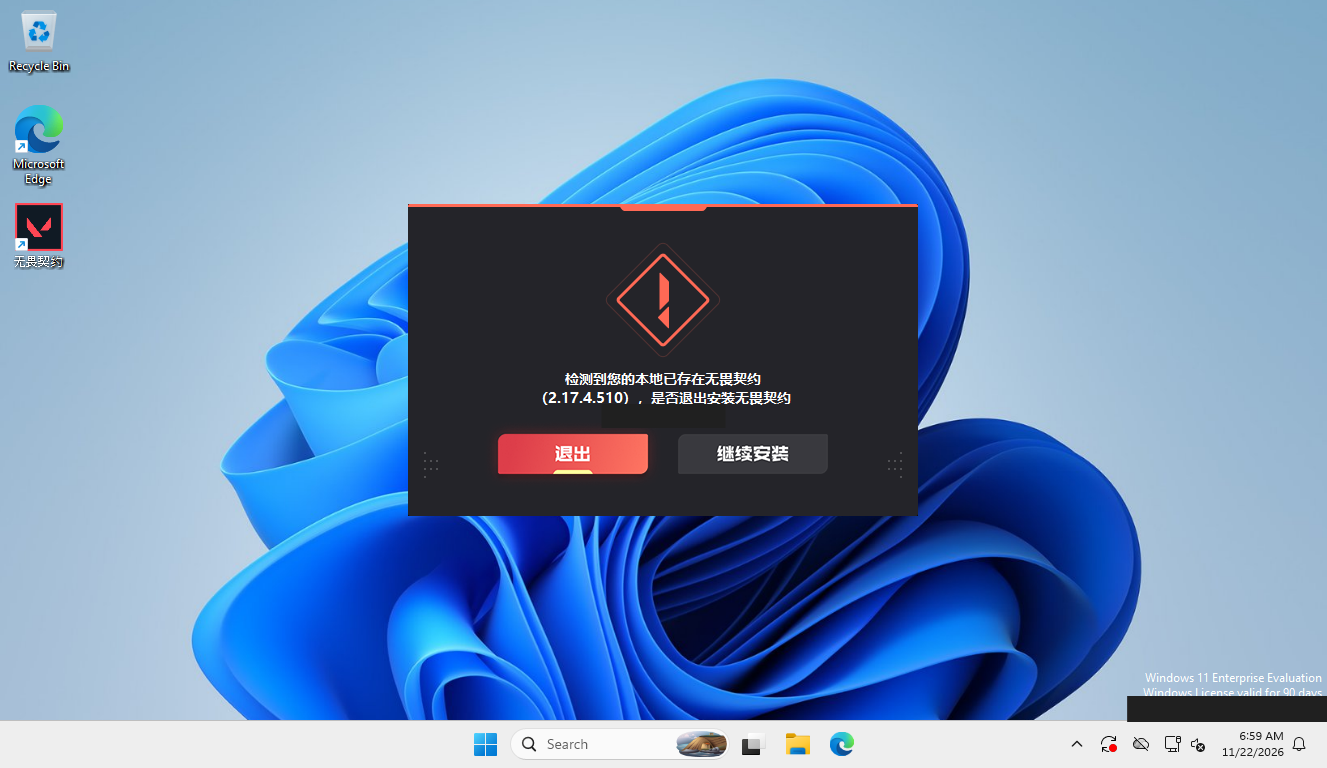 Recycle Bin
Microsoft
Edge
无畏契约
检测到您的本地已存在无畏契约
（2.17.4.510），是否退出安装无畏契约
退出
继续安装
Windows 11 Enterprise Evaluation
Windows License valid for 90 days
Search
6:59 AM
11/22/2026